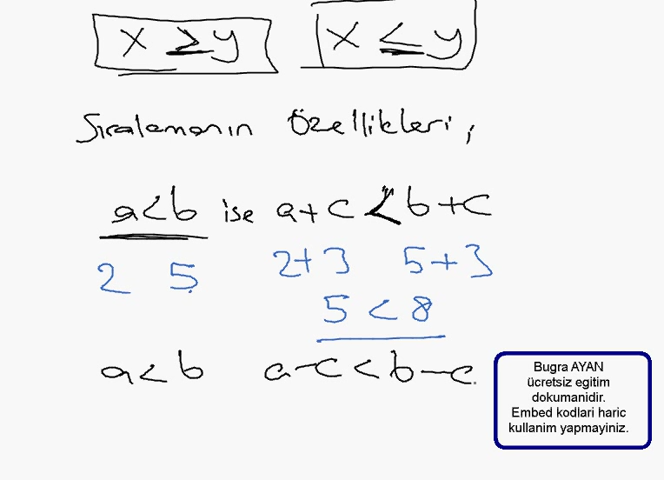 x ≥ y x ≤ y
Sıralamanın Özellikleri,
a<b ise a+c < b+c
2 5 2+3 5+3
5 < 8
a<b a-c<b-c
Bugra AYAN
ücretsiz egitim
dokumanidir.
Embed kodlari haric
kullanim yapmayiniz.